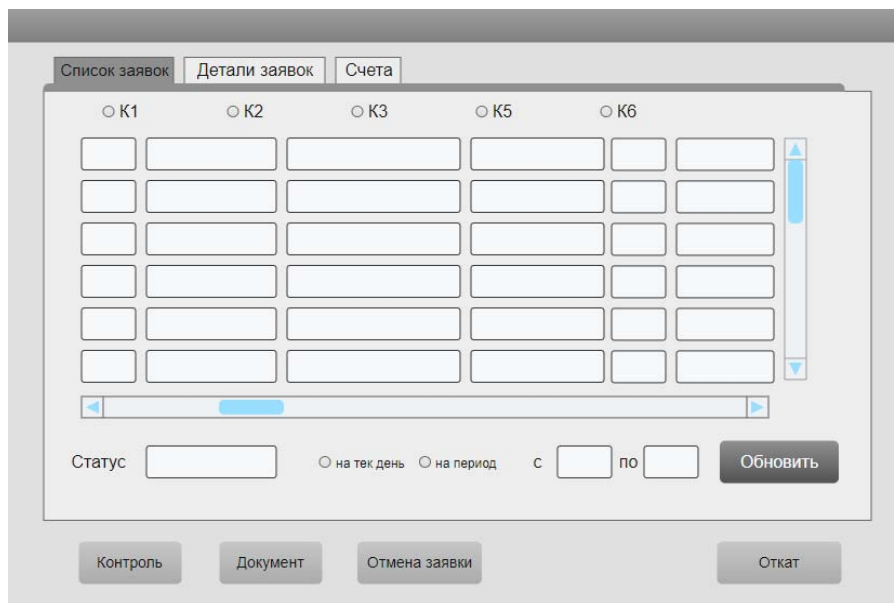 Список заявок Детали заявок Счета
К1 К2 К3 К5 К6
Статус на тек день на период с по Обновить
Контроль Документ Отмена заявки Откат